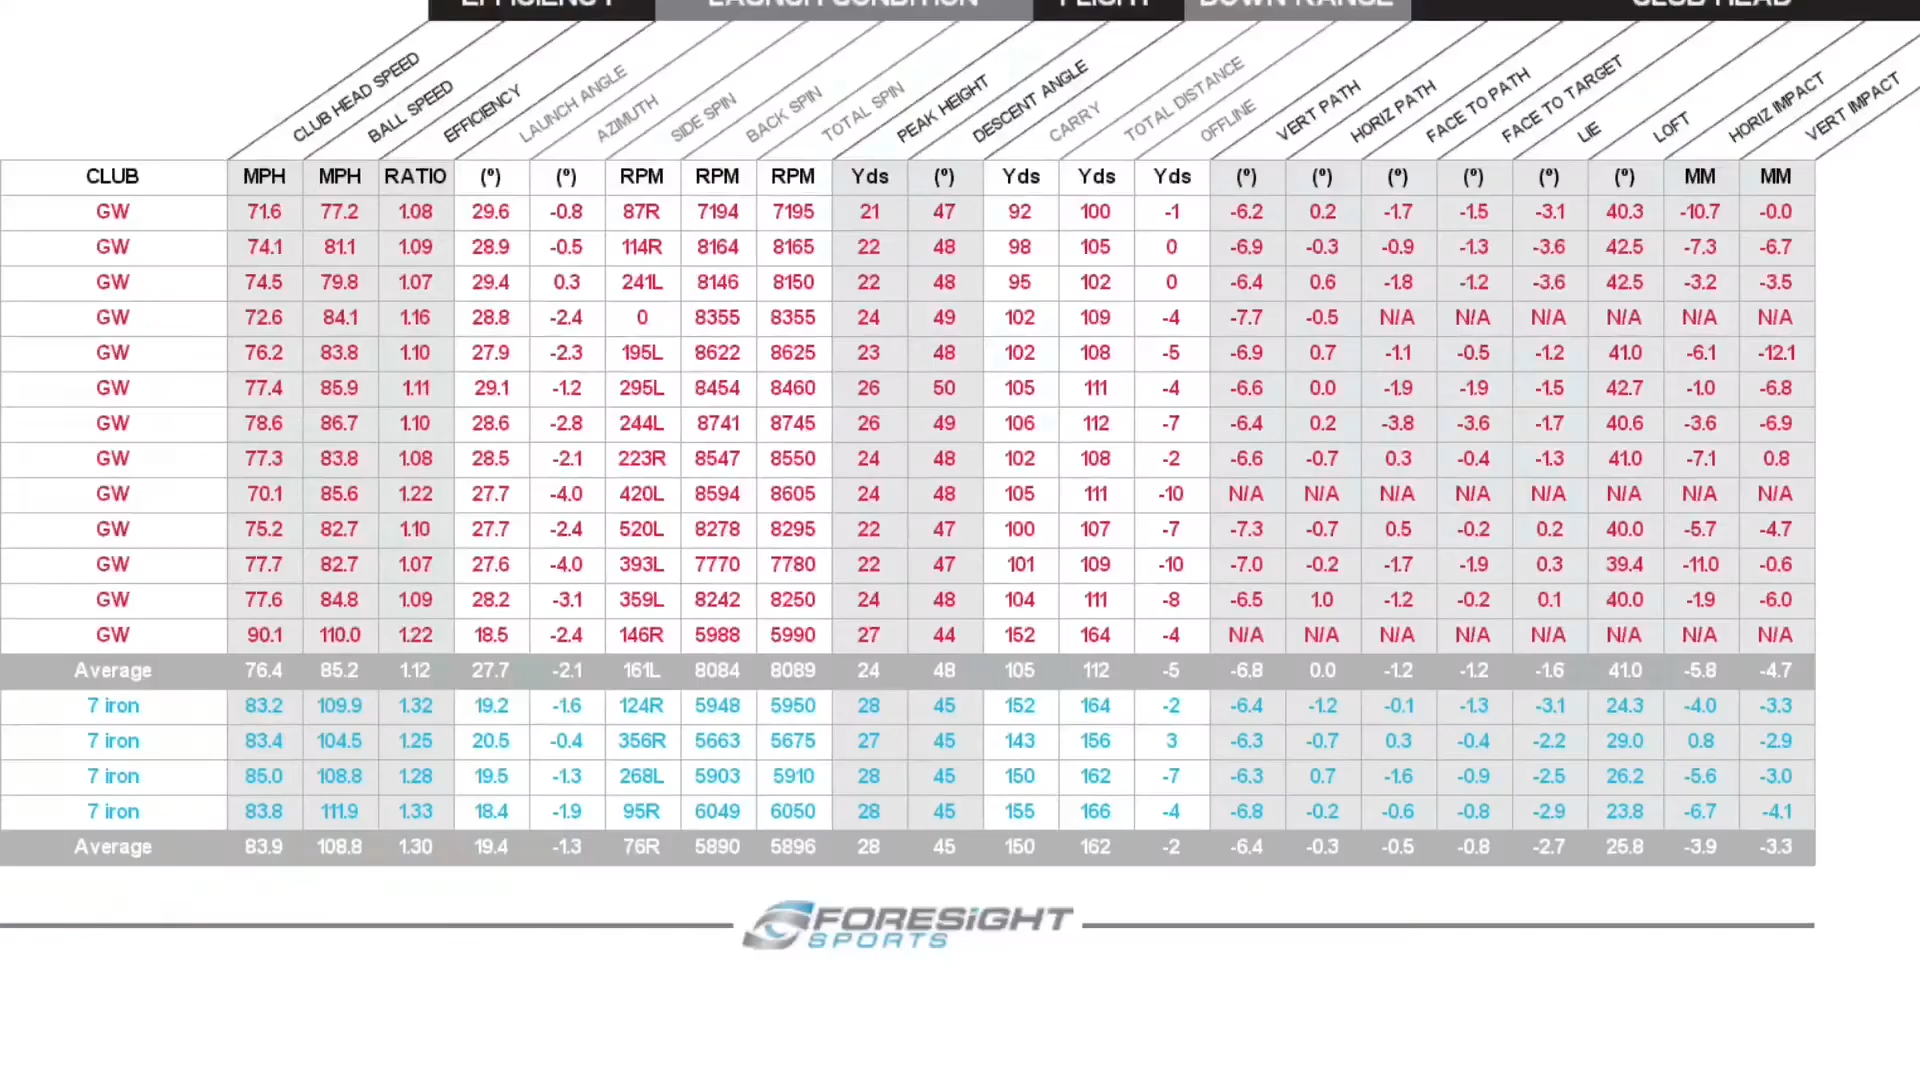 EFFICIENCY LAUNCH CONDITION FLIGHT DOWN RANGE CLUB HEAD
CLUB HEAD SPEED BALL SPEED EFFICIENCY LAUNCH ANGLE AZIMUTH SIDE SPIN BACK SPIN TOTAL SPIN PEAK HEIGHT DESCENT ANGLE CARRY TOTAL DISTANCE OFFLINE VERT PATH HORIZ PATH FACE TO PATH FACE TO TARGET LIE LOFT HORIZ IMPACT VERT IMPACT
CLUB MPH MPH RATIO (º) (º) RPM RPM RPM Yds (º) Yds Yds Yds (º) (º) (º) (º) (º) (º) MM MM
GW 71.6 77.2 1.08 29.6 -0.8 87R 7194 7195 21 47 92 100 -1 -6.2 0.2 -1.7 -1.5 -3.1 40.3 -10.7 -0.0
GW 74.1 81.1 1.09 28.9 -0.5 114R 8164 8165 22 48 98 105 0 -6.9 -0.3 -0.9 -1.3 -3.6 42.5 -7.3 -6.7
GW 74.5 79.8 1.07 29.4 0.3 241L 8146 8150 22 48 95 102 0 -6.4 0.6 -1.8 -1.2 -3.6 42.5 -3.2 -3.5
GW 72.6 84.1 1.16 28.8 -2.4 0 8355 8355 24 49 102 109 -4 -7.7 -0.5 N/A N/A N/A N/A N/A N/A
GW 76.2 83.8 1.10 27.9 -2.3 195L 8622 8625 23 48 102 108 -5 -6.9 0.7 -1.1 -0.5 -1.2 41.0 -6.1 -12.1
GW 77.4 85.9 1.11 29.1 -1.2 295L 8454 8460 26 50 105 111 -4 -6.6 0.0 -1.9 -1.9 -1.5 42.7 -1.0 -6.8
GW 78.6 86.7 1.10 28.6 -2.8 244L 8741 8745 26 49 106 112 -7 -6.4 0.2 -3.8 -3.6 -1.7 40.6 -3.6 -6.9
GW 77.3 83.8 1.08 28.5 -2.1 223R 8547 8550 24 48 102 108 -2 -6.6 -0.7 0.3 -0.4 -1.3 41.0 -7.1 0.8
GW 70.1 85.6 1.22 27.7 -4.0 420L 8594 8605 24 48 105 111 -10 N/A N/A N/A N/A N/A N/A N/A N/A
GW 75.2 82.7 1.10 27.7 -2.4 520L 8278 8295 22 47 100 107 -7 -7.3 -0.7 0.5 -0.2 0.2 40.0 -5.7 -4.7
GW 77.7 82.7 1.07 27.6 -4.0 393L 7770 7780 22 47 101 109 -10 -7.0 -0.2 -1.7 -1.9 0.3 39.4 -11.0 -0.6
GW 77.6 84.8 1.09 28.2 -3.1 359L 8242 8250 24 48 104 111 -8 -6.5 1.0 -1.2 -0.2 0.1 40.0 -1.9 -6.0
GW 90.1 110.0 1.22 18.5 -2.4 146R 5988 5990 27 44 152 164 -4 N/A N/A N/A N/A N/A N/A N/A N/A
Average 76.4 85.2 1.12 27.7 -2.1 161L 8084 8089 24 48 105 112 -5 -6.8 0.0 -1.2 -1.2 -1.6 41.0 -5.8 -4.7
7 iron 83.2 109.9 1.32 19.2 -1.6 124R 5948 5950 28 45 152 164 -2 -6.4 -1.2 -0.1 -1.3 -3.1 24.3 -4.0 -3.3
7 iron 83.4 104.5 1.25 20.5 -0.4 356R 5663 5675 27 45 143 156 3 -6.3 -0.7 0.3 -0.4 -2.2 29.0 0.8 -2.9
7 iron 85.0 108.8 1.28 19.5 -1.3 268L 5903 5910 28 45 150 162 -7 -6.3 0.7 -1.6 -0.9 -2.5 26.2 -5.6 -3.0
7 iron 83.8 111.9 1.33 18.4 -1.9 95R 6049 6050 28 45 155 166 -4 -6.8 -0.2 -0.6 -0.8 -2.9 23.8 -6.7 -4.1
Average 83.9 108.8 1.30 19.4 -1.3 76R 5890 5896 28 45 150 162 -2 -6.4 -0.3 -0.5 -0.8 -2.7 25.8 -3.9 -3.3
FORESiGHT
SPORTS